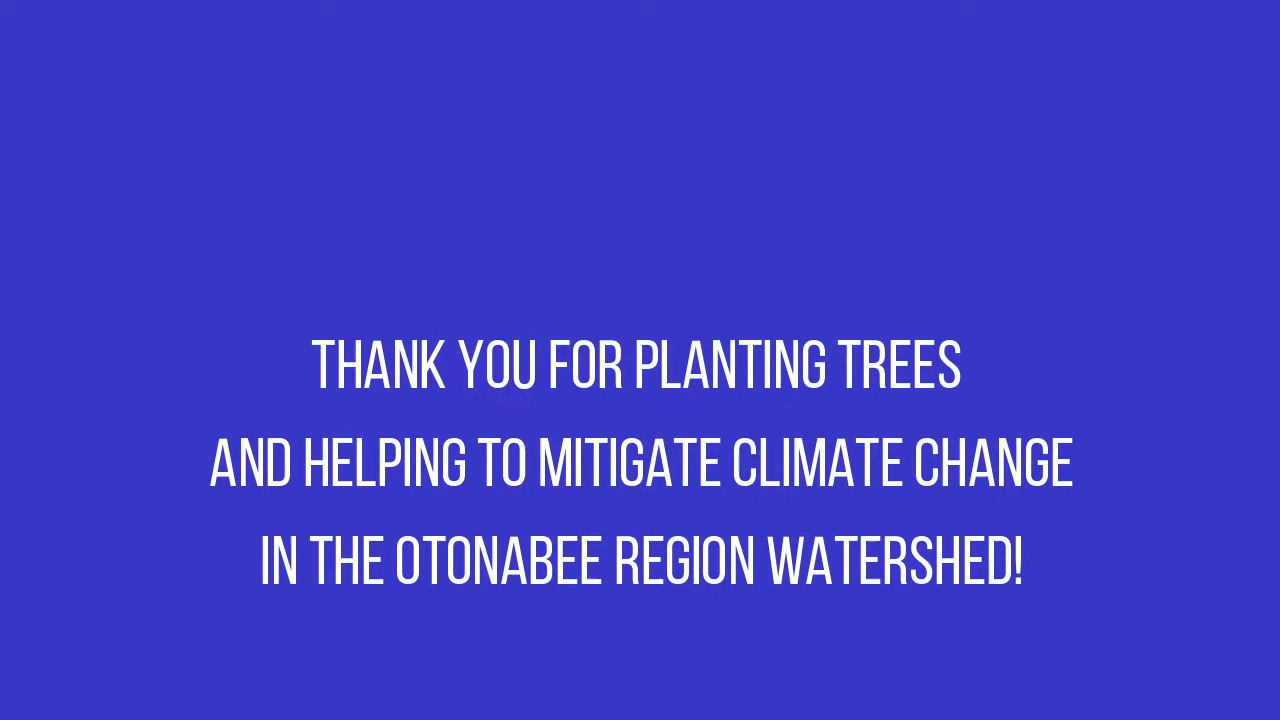 THANK YOU FOR PLANTING TREES
AND HELPING TO MITIGATE CLIMATE CHANGE
IN THE OTONABEE REGION WATERSHED!